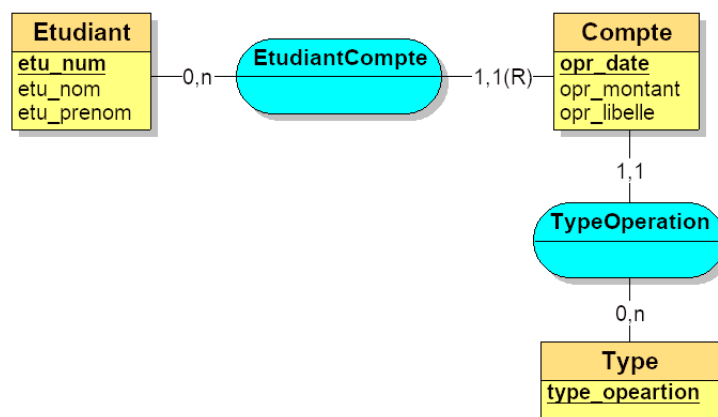 Etudiant
etu_num
etu_nom
etu_prenom
0,n
EtudiantCompte
1,1(R)
Compte
opr_date
opr_montant
opr_libelle
1,1
TypeOperation
0,n
Type
type_opeartion